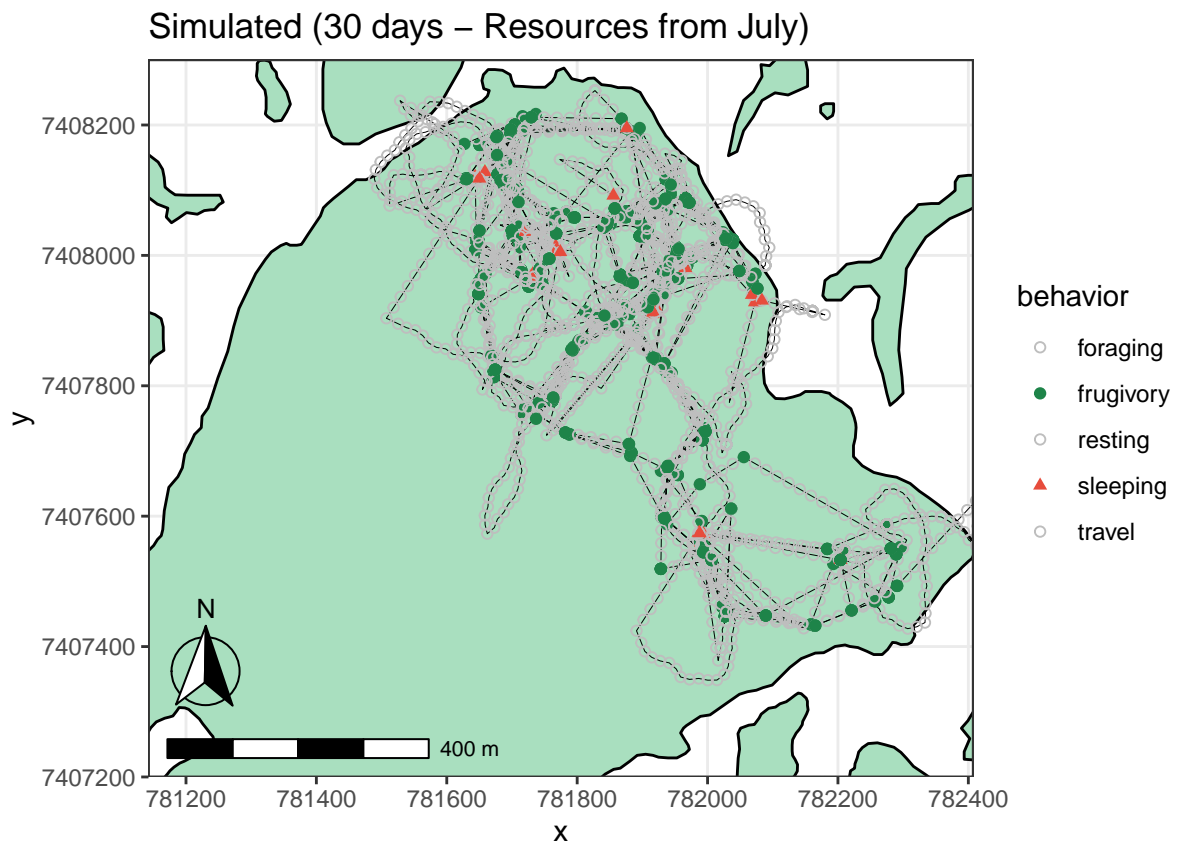 Simulated (30 days – Resources from July)
7408200
7408000
7407800
7407600
7407400
7407200
y
N
400 m
781200
781400
781600
781800
782000
782200
782400
x
behavior
foraging
frugivory
resting
sleeping
travel